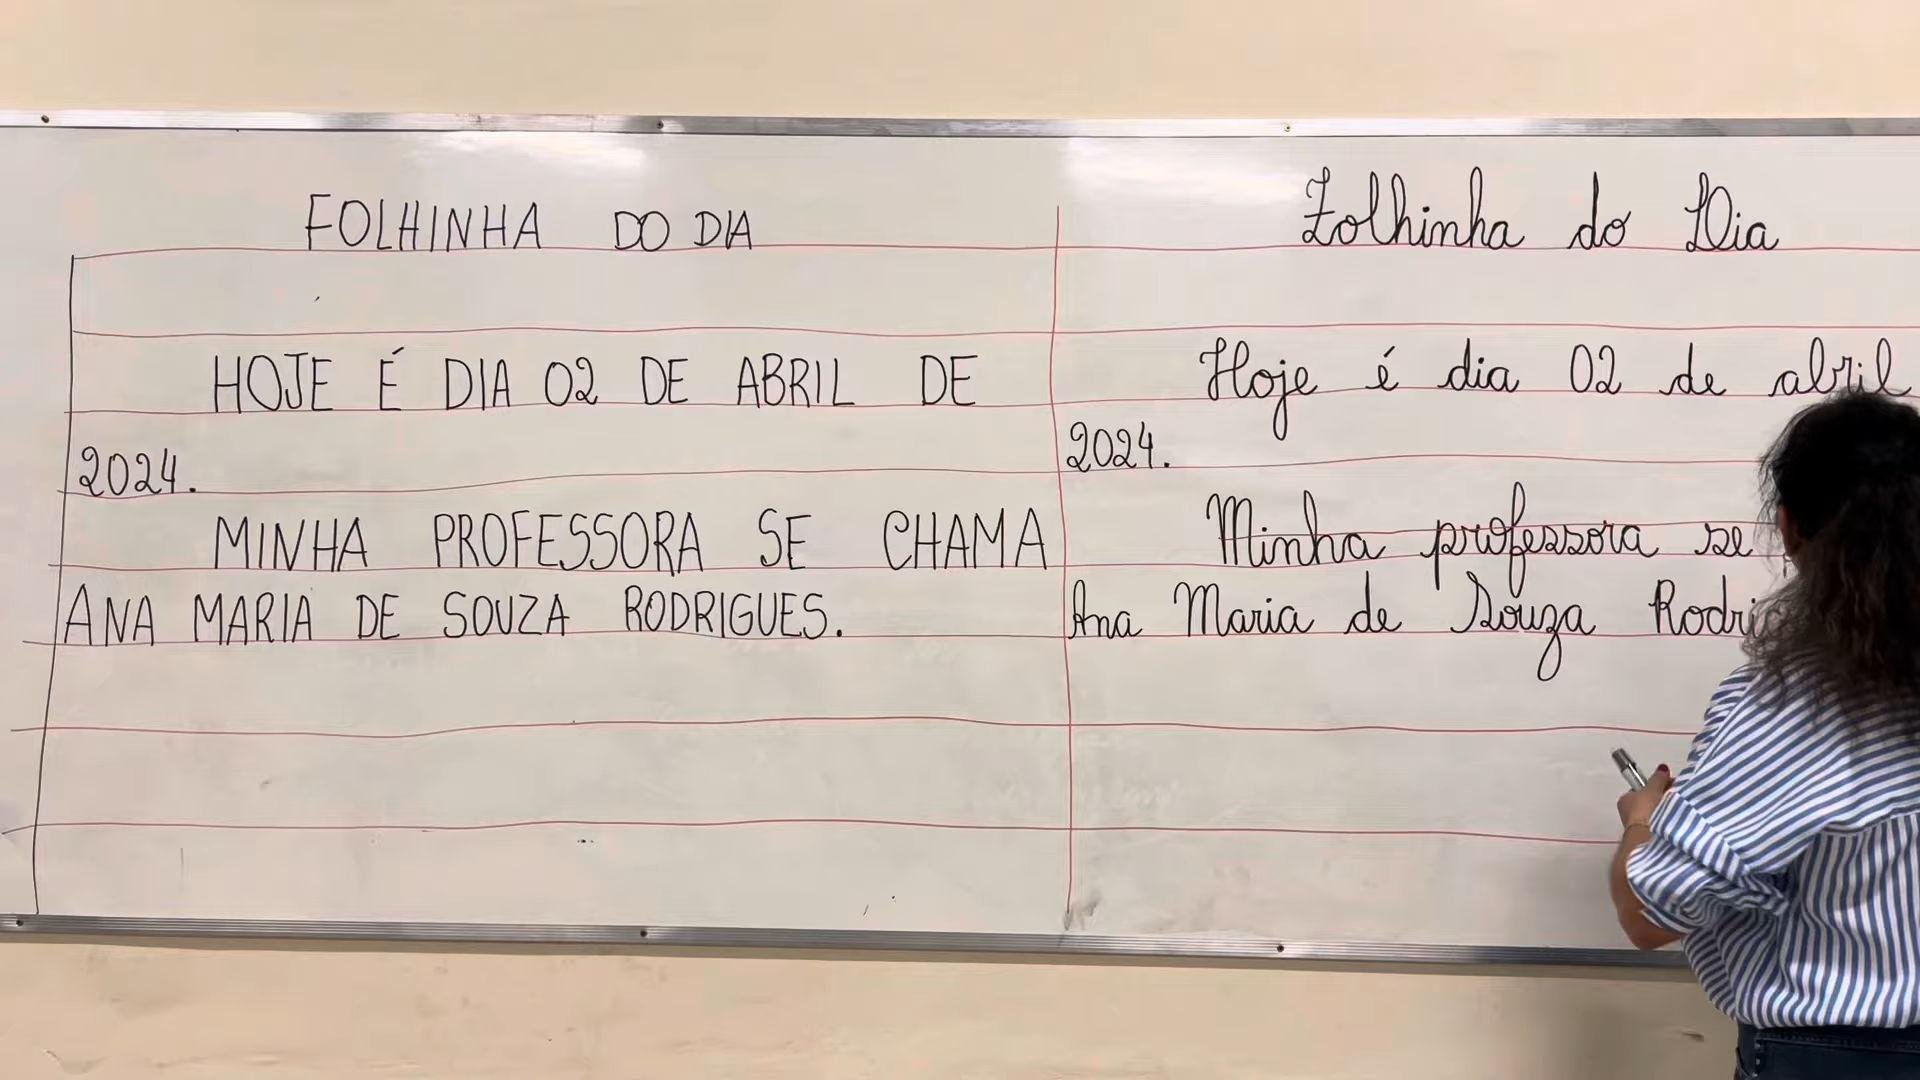 FOLHINHA DO DIA
HOJE É DIA 02 DE ABRIL DE
2024.
MINHA PROFESSORA SE CHAMA
ANA MARIA DE SOUZA RODRIGUES.
Folhinha do Dia
Hoje é dia 02 de abril
2024.
Minha professora se
Ana Maria de Souza